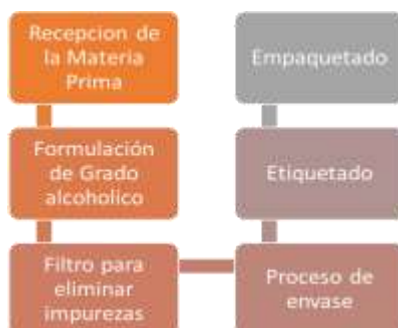 Recepcion de
la Materia
Prima
Formulación
de Grado
alcoholico
Filtro para
eliminar
impurezas
Proceso de
envase
Etiquetado
Empaquetado